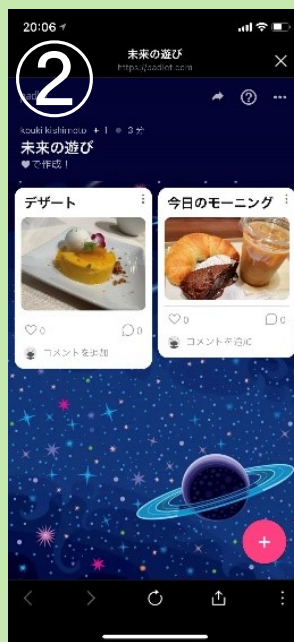 20:06
②
未来の遊び
https://padlet.com
kouki kishimoto + 1 ● 3分
未来の遊び
♥で作成！
デザート
今日のモーニング
0 0
0 0
コメントを追加
コメントを追加